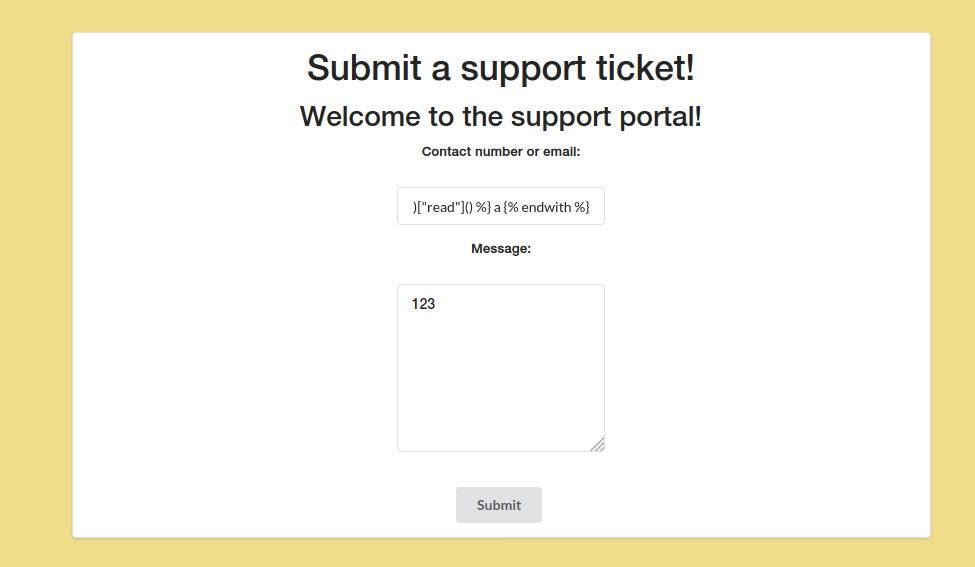 Submit a support ticket!
Welcome to the support portal!
Contact number or email:
)["read"]() %} a {% endwith %}
Message:
123
Submit